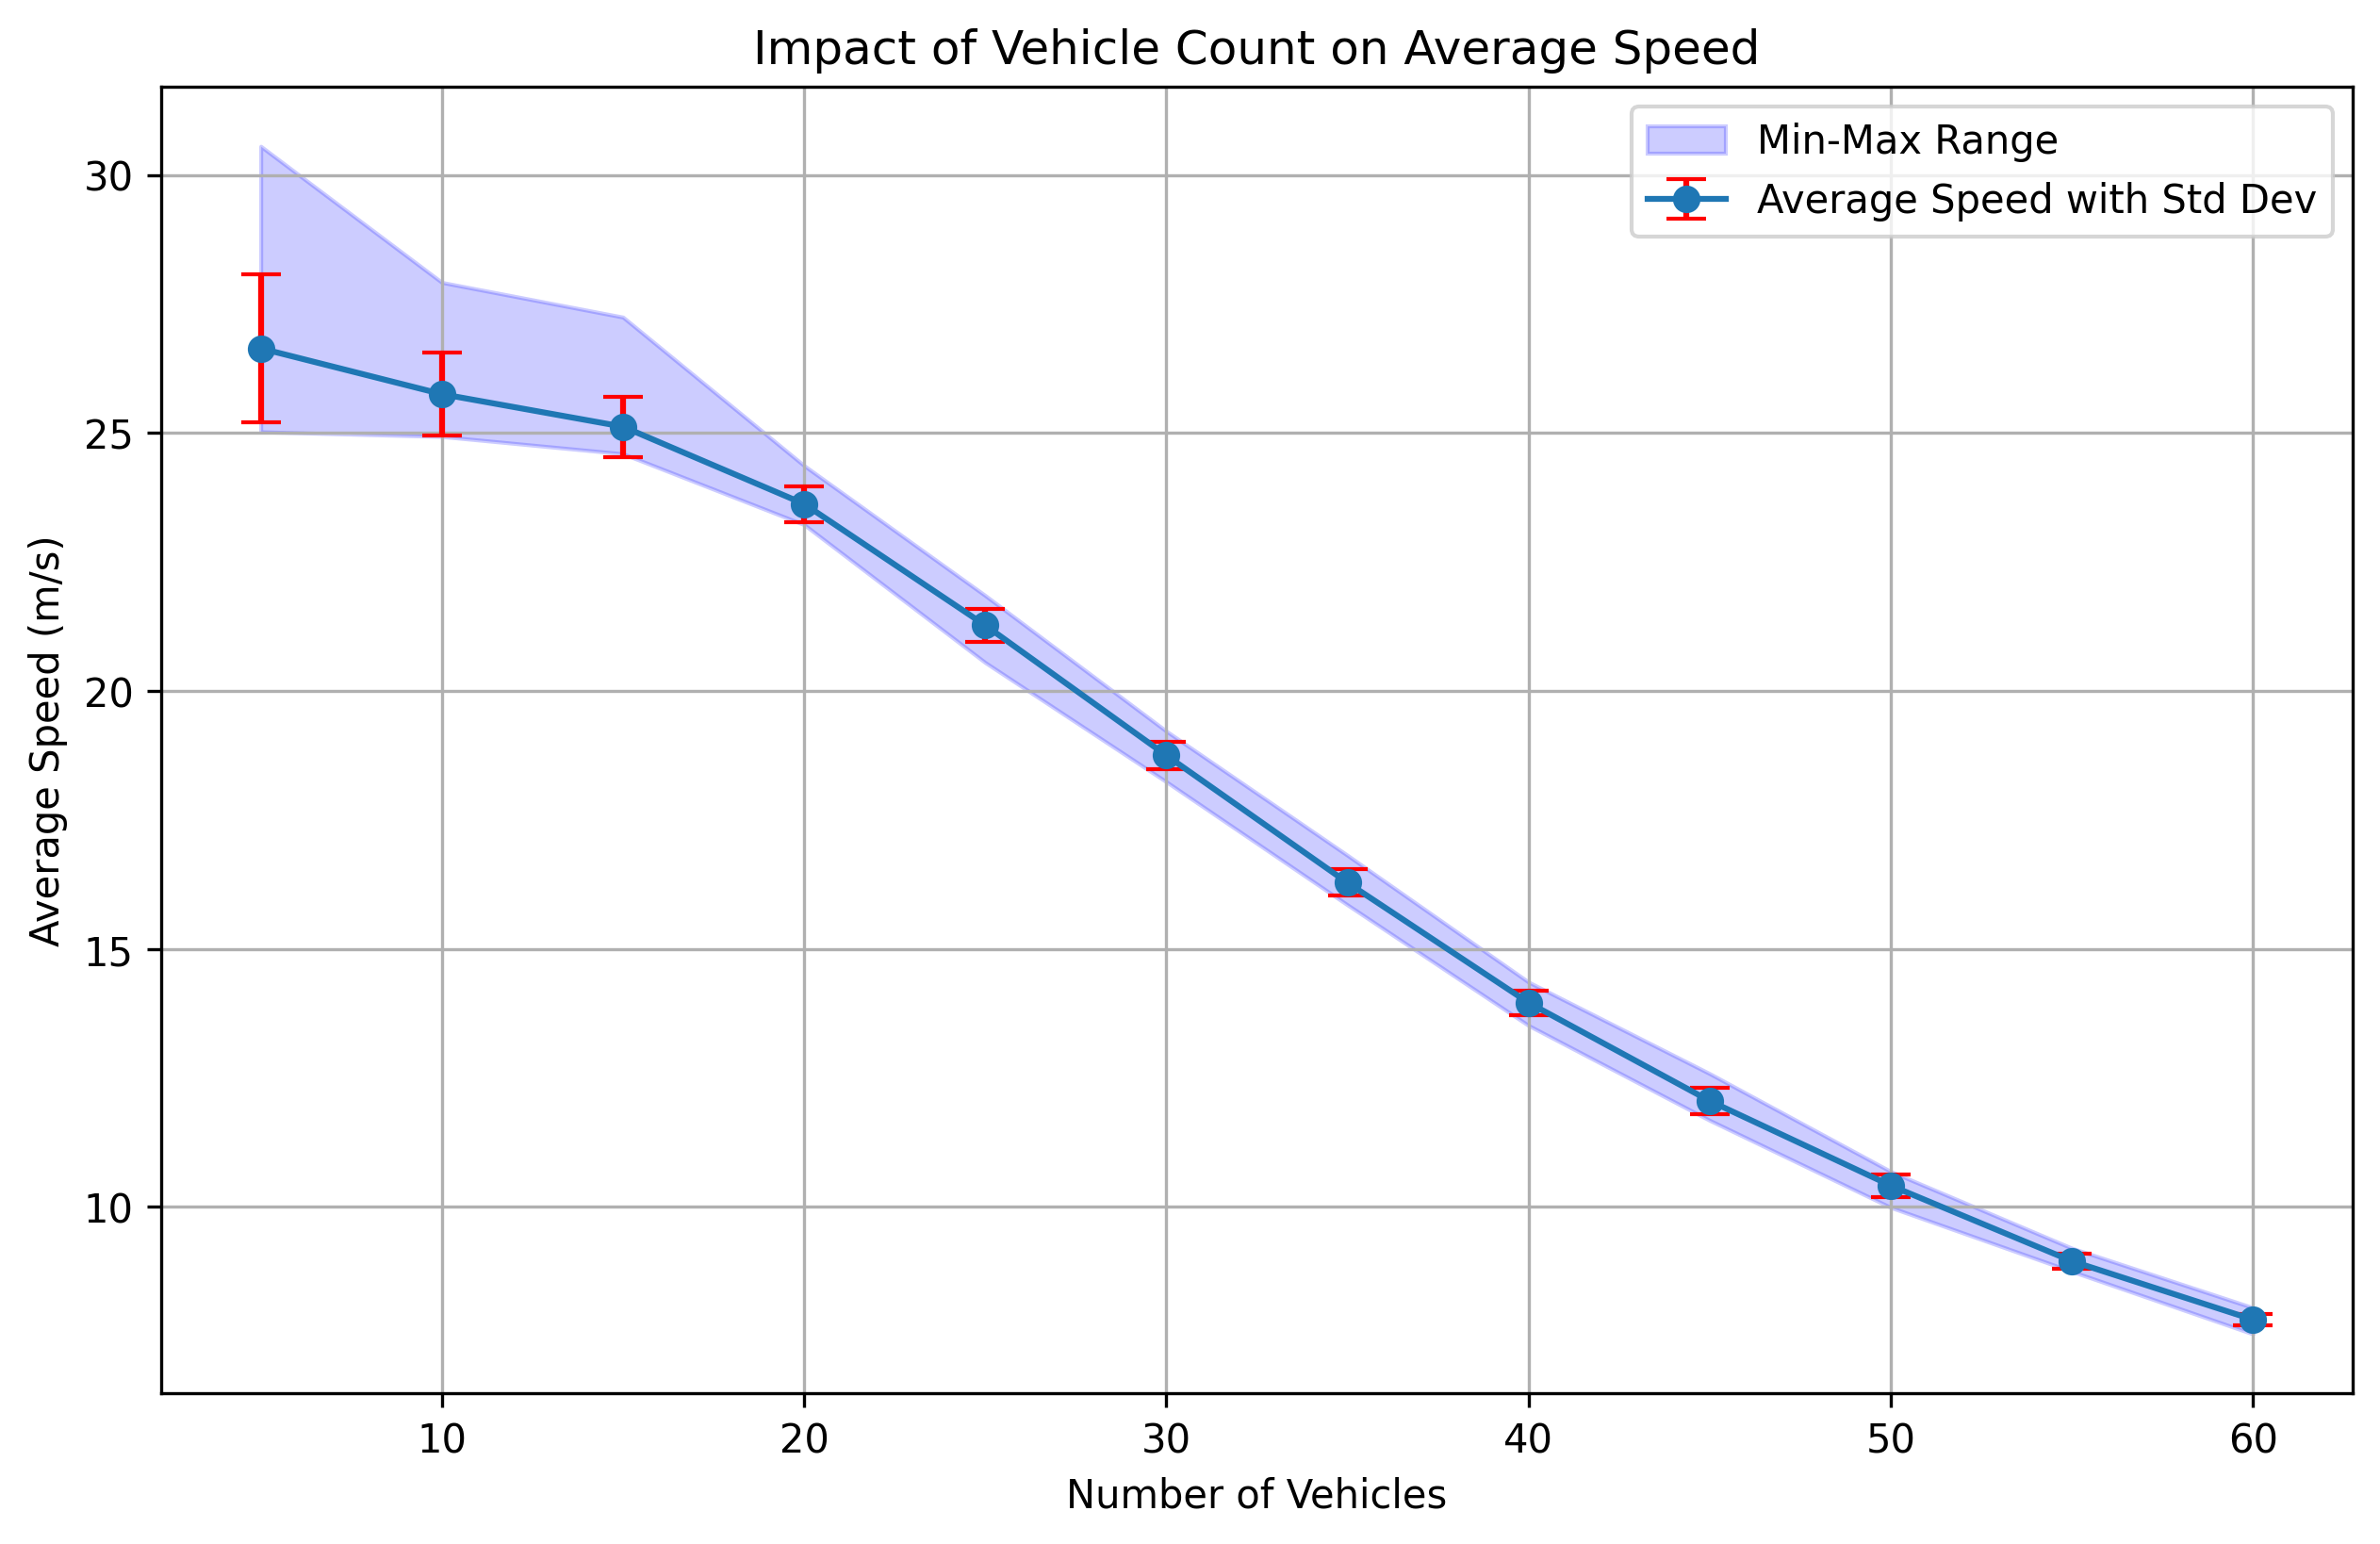 Impact of Vehicle Count on Average Speed
Min-Max Range
Average Speed with Std Dev
Average Speed (m/s)
30
25
20
15
10
10 20 30 40 50 60
Number of Vehicles